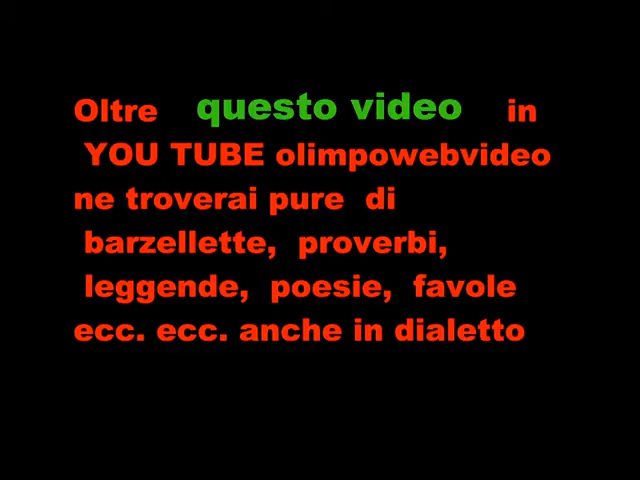 Oltre questo video in
YOU TUBE olimpowebvideo
ne troverai pure di
barzellette, proverbi,
leggende, poesie, favole
ecc. ecc. anche in dialetto